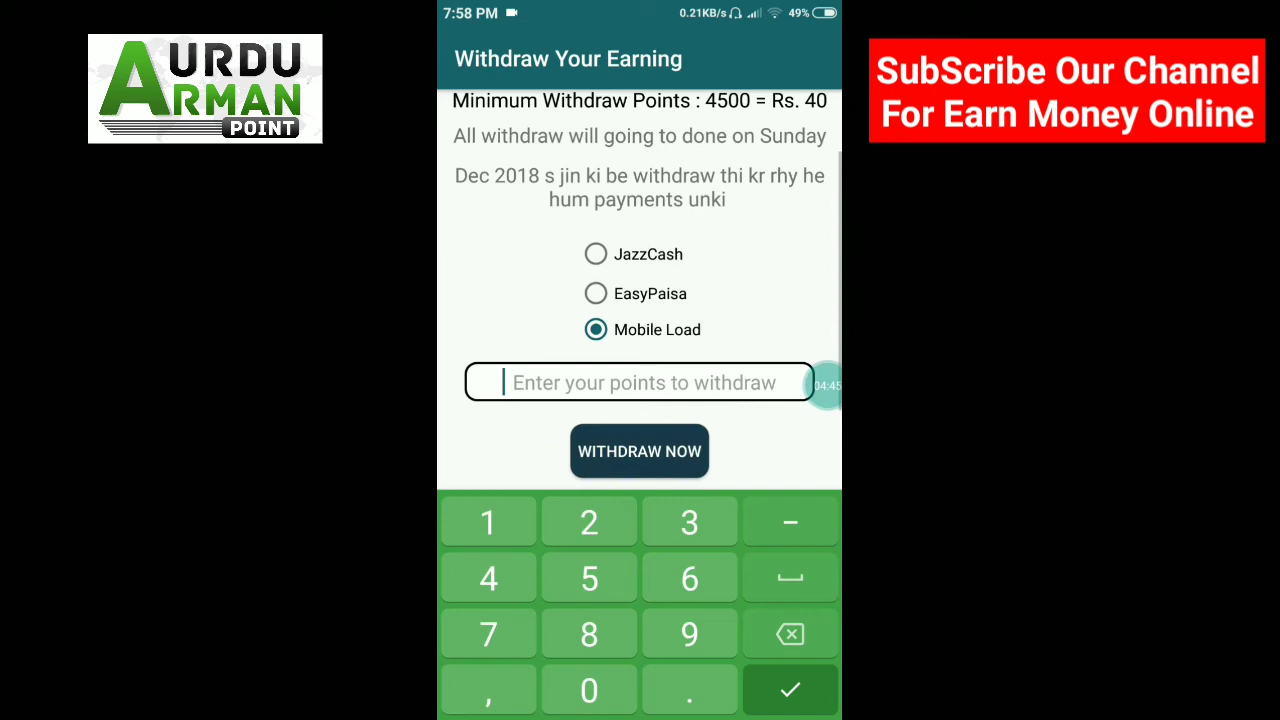 7:58 PM
0.21KB/s
49%
Withdraw Your Earning
Minimum Withdraw Points : 4500 = Rs. 40
All withdraw will going to done on Sunday
Dec 2018 s jin ki be withdraw thi kr rhy he
hum payments unki
JazzCash
EasyPaisa
Mobile Load
Enter your points to withdraw
04:45
WITHDRAW NOW
1 2 3 -
4 5 6
7 8 9
, 0 .
A URDU
ARMAN
POINT
SubScribe Our Channel
For Earn Money Online